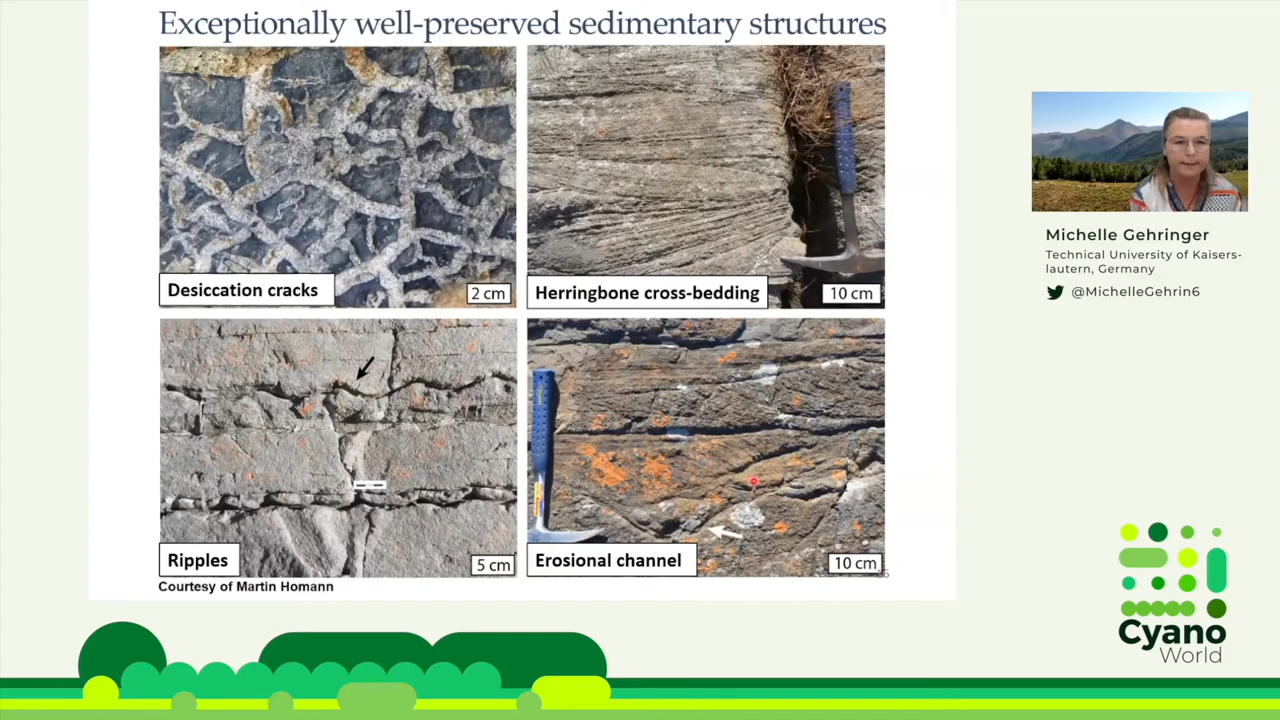 Exceptionally well-preserved sedimentary structures
Desiccation cracks
2 cm
Herringbone cross-bedding
10 cm
Ripples
5 cm
Erosional channel
10 cm
Courtesy of Martin Homann
Michelle Gehringer
Technical University of Kaisers-
lautern, Germany
@MichelleGehrin6
Cyano
World